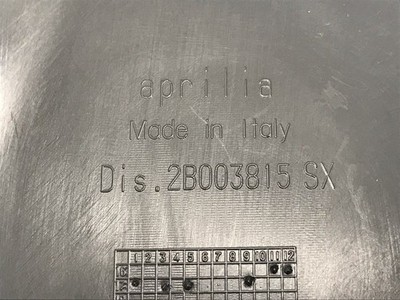 aprilia
Made in Italy
Dis.2B003815 SX
1 2 3 4 5 6 7 8 9 10 11 12